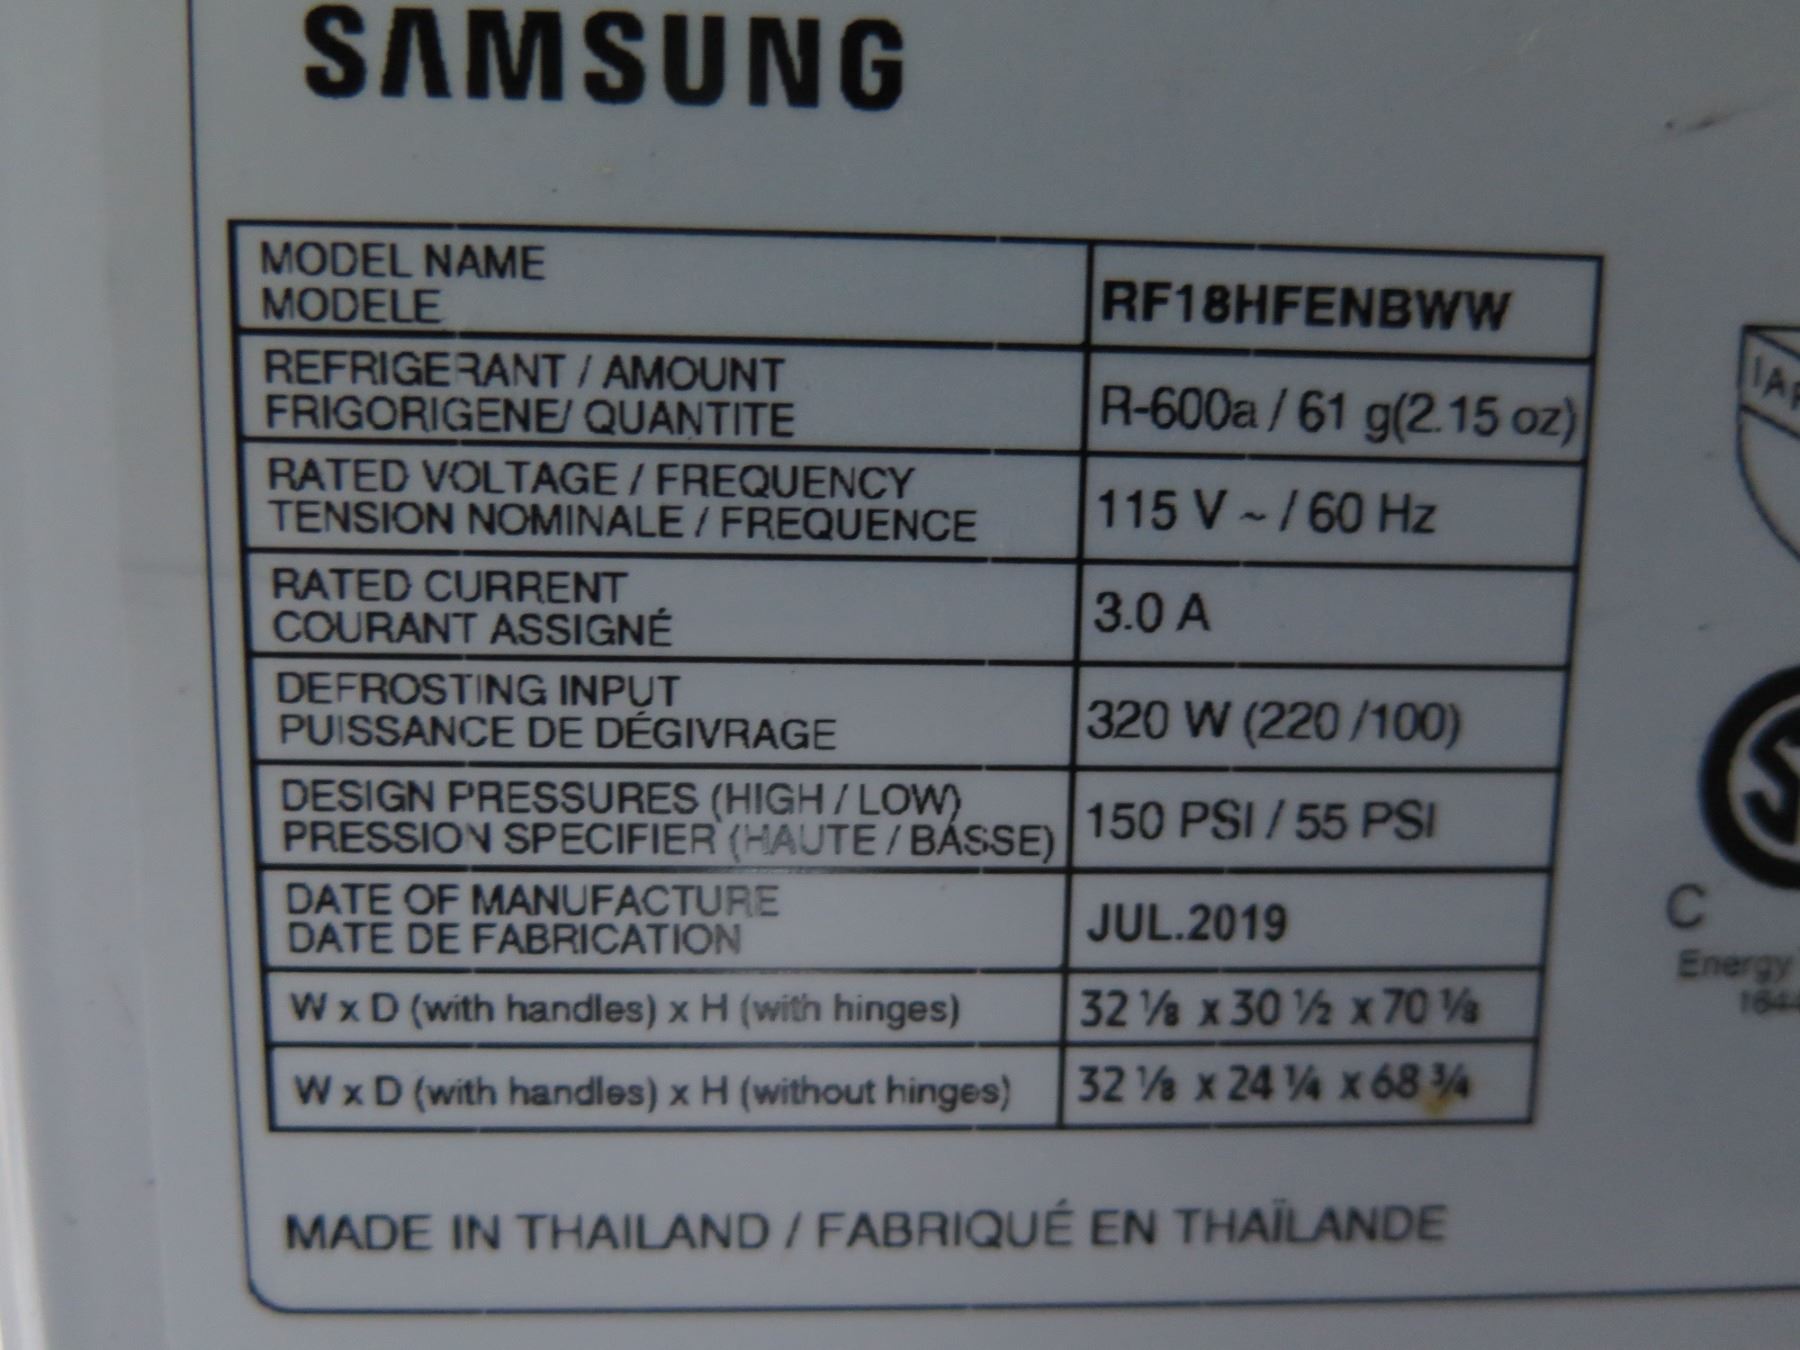 SAMSUNG
MODEL NAME
MODELE
RF18HFENBWW
REFRIGERANT / AMOUNT
FRIGORIGENE/ QUANTITE
R-600a / 61 g(2.15 oz)
RATED VOLTAGE / FREQUENCY
TENSION NOMINALE / FREQUENCE
115 V ~ / 60 Hz
RATED CURRENT
COURANT ASSIGNÉ
3.0 A
DEFROSTING INPUT
PUISSANCE DE DÉGIVRAGE
320 W (220 /100)
DESIGN PRESSURES (HIGH / LOW)
PRESSION SPECIFIER (HAUTE / BASSE)
150 PSI / 55 PSI
DATE OF MANUFACTURE
DATE DE FABRICATION
JUL.2019
W x D (with handles) x H (with hinges)
32 ⅛ x 30 ½ x 70 ⅛
W x D (with handles) x H (without hinges)
32 ⅛ x 24 ¼ x 68 ¾
MADE IN THAILAND / FABRIQUÉ EN THAÏLANDE
C
Energy